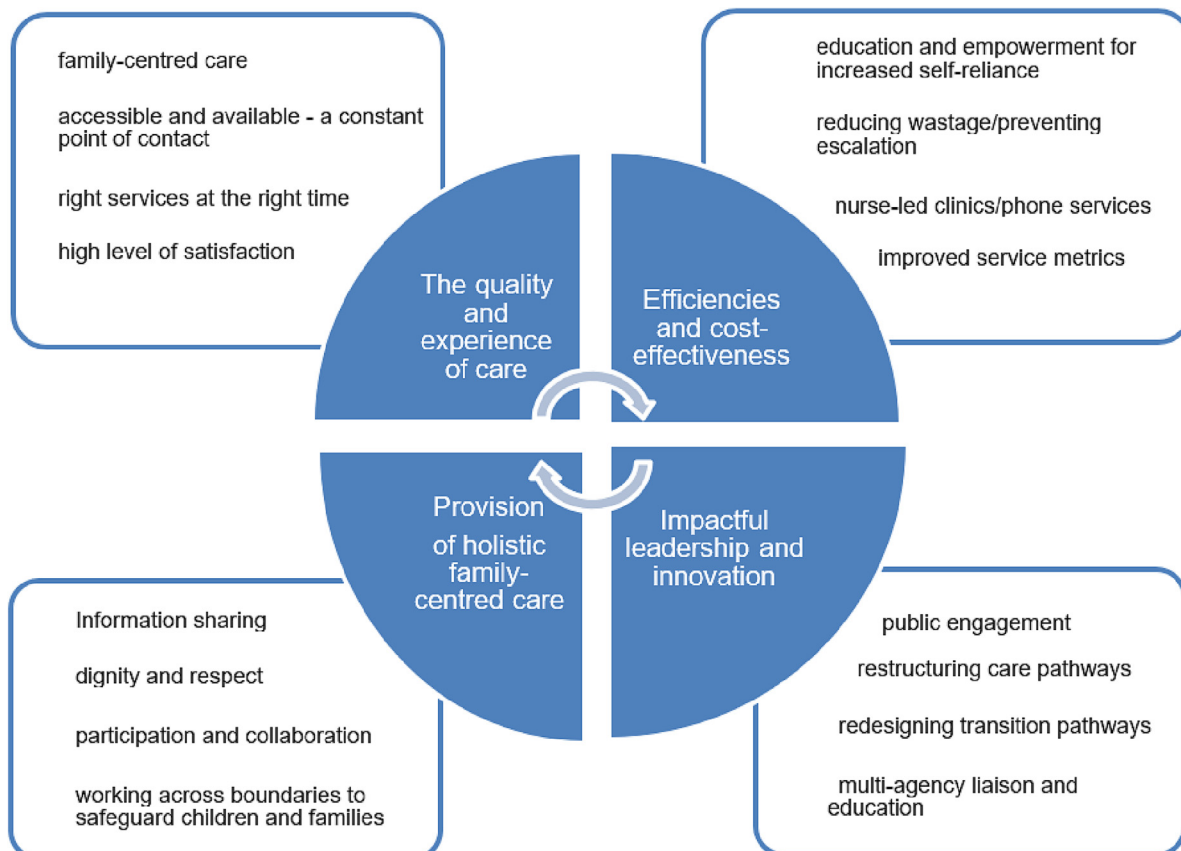 family-centred care
accessible and available - a constant
point of contact
right services at the right time
high level of satisfaction
education and empowerment for
increased self-reliance
reducing wastage/preventing
escalation
nurse-led clinics/phone services
improved service metrics
The quality
and
experience
of care
Efficiencies
and cost-
effectiveness
Provision
of holistic
family-
centred care
Impactful
leadership and
innovation
Information sharing
dignity and respect
participation and collaboration
working across boundaries to
safeguard children and families
public engagement
restructuring care pathways
redesigning transition pathways
multi-agency liaison and
education